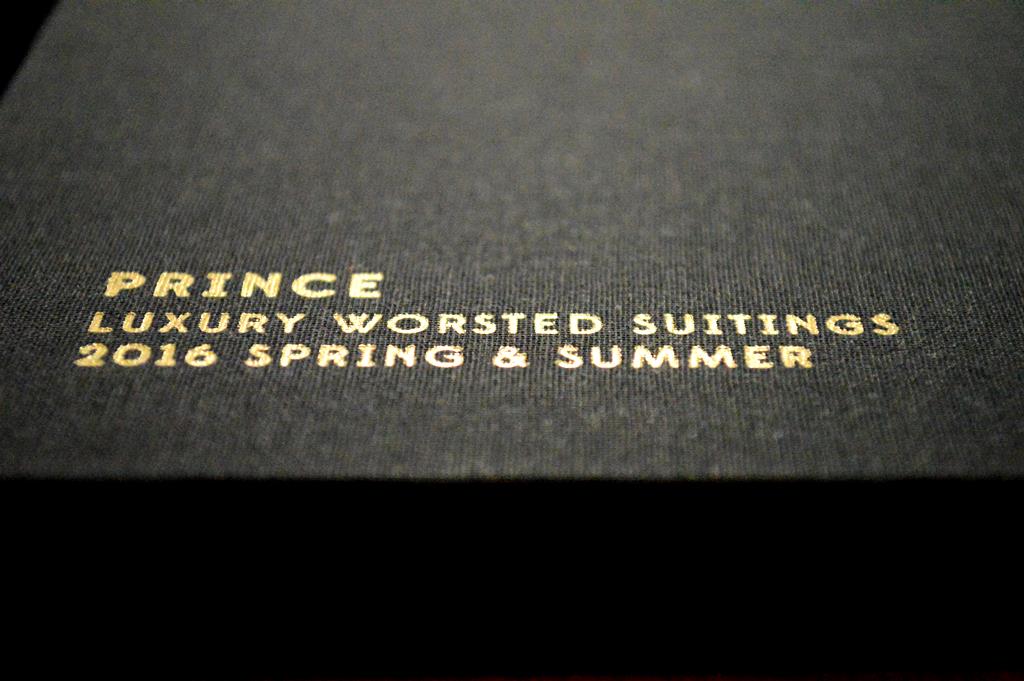 PRINCE
LUXURY WORSTED SUITINGS
2016 SPRING & SUMMER